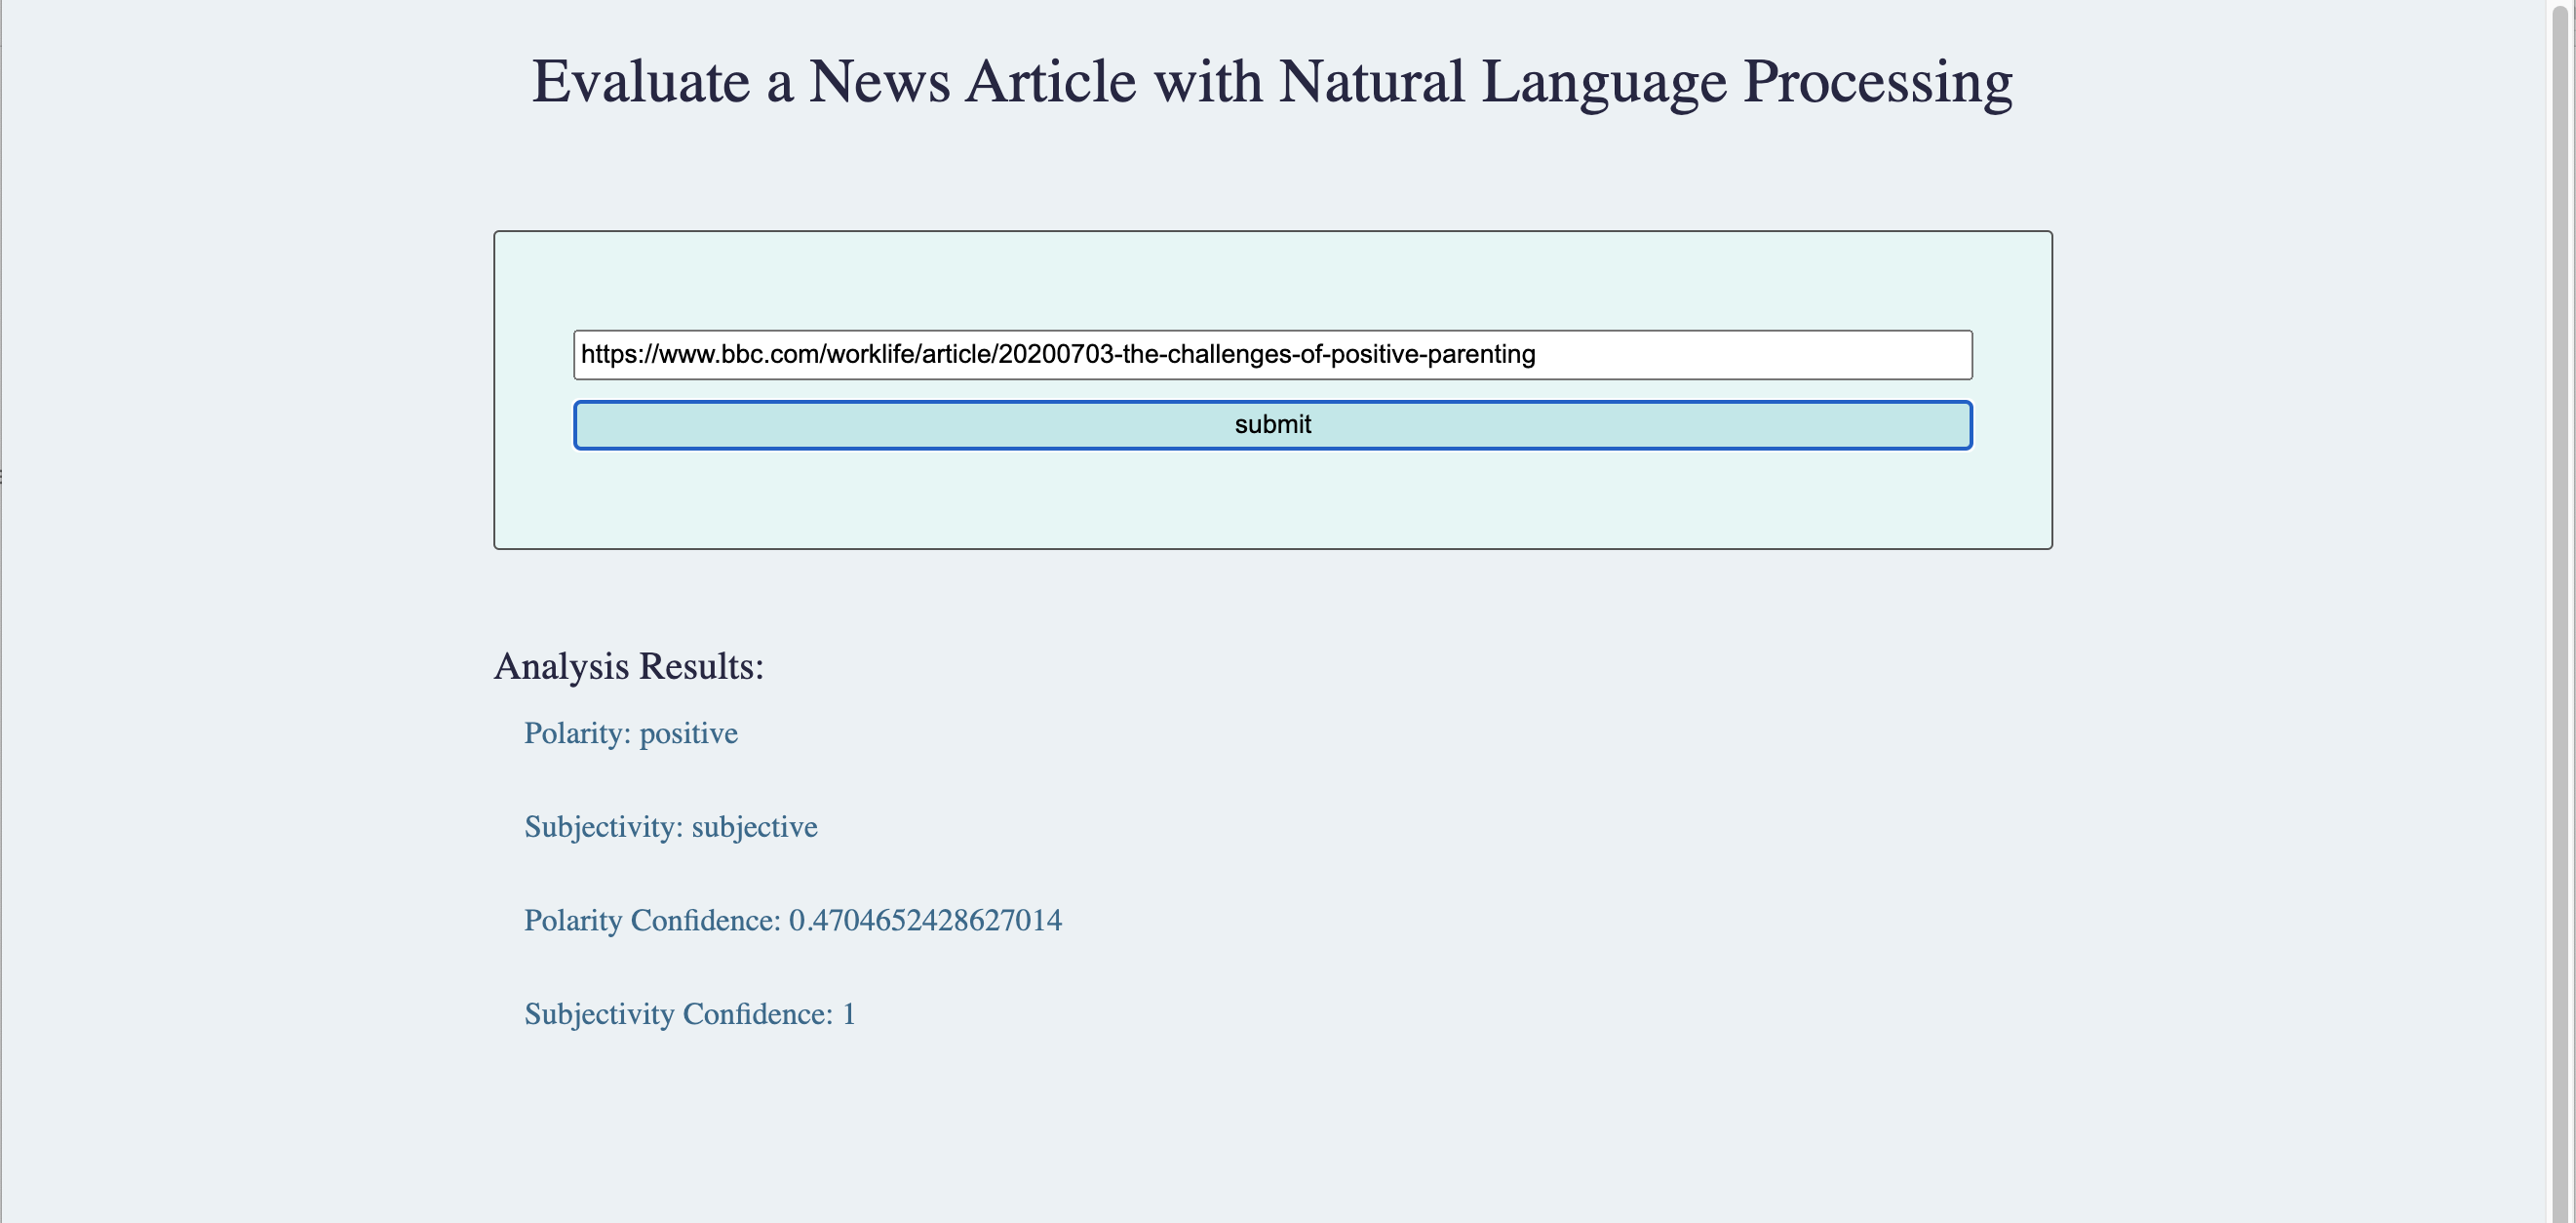 Evaluate a News Article with Natural Language Processing
https://www.bbc.com/worklife/article/20200703-the-challenges-of-positive-parenting
submit
Analysis Results:
Polarity: positive
Subjectivity: subjective
Polarity Confidence: 0.4704652428627014
Subjectivity Confidence: 1